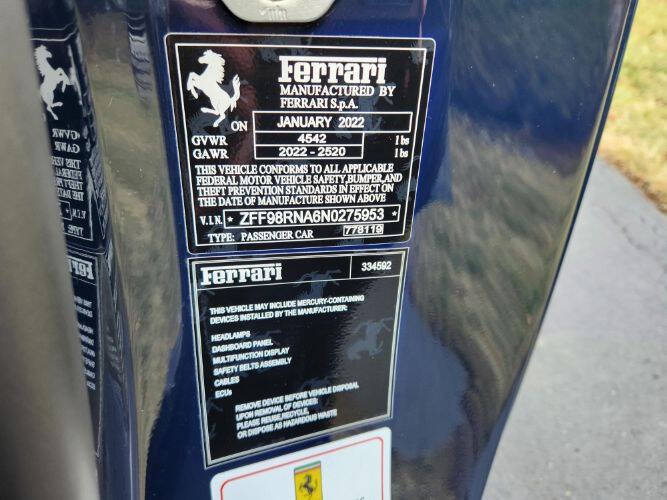 Ferrari
MANUFACTURED BY
FERRARI S.p.A.
ON JANUARY 2022
GVWR 4542 lbs
GAWR 2022 - 2520 lbs
THIS VEHICLE CONFORMS TO ALL APPLICABLE
FEDERAL MOTOR VEHICLE SAFETY, BUMPER, AND
THEFT PREVENTION STANDARDS IN EFFECT ON
THE DATE OF MANUFACTURE SHOWN ABOVE
V.I.N. * ZFF98RNA6N0275953 *
TYPE: PASSENGER CAR 778119
Ferrari 334592
THIS VEHICLE MAY INCLUDE MERCURY-CONTAINING
DEVICES INSTALLED BY THE MANUFACTURER:
HEADLAMPS
DASHBOARD PANEL
MULTIFUNCTION DISPLAY
SAFETY BELTS ASSEMBLY
CABLES
ECUs
REMOVE DEVICE BEFORE VEHICLE DISPOSAL
UPON REMOVAL OF DEVICES:
PLEASE REUSE, RECYCLE,
OR DISPOSE AS HAZARDOUS WASTE